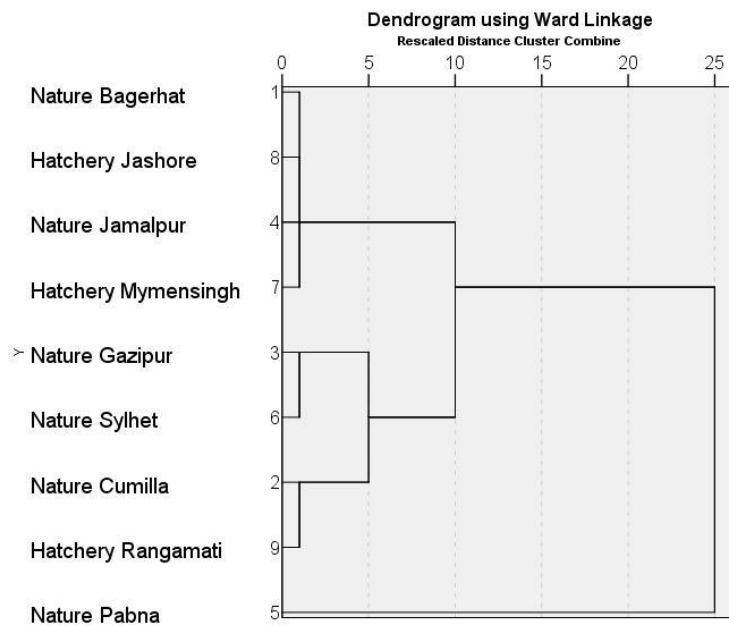 Dendrogram using Ward Linkage
Rescaled Distance Cluster Combine
0 5 10 15 20 25
Nature Bagerhat 1
Hatchery Jashore 8
Nature Jamalpur 4
Hatchery Mymensingh 7
Y Nature Gazipur 3
Nature Sylhet 6
Nature Cumilla 2
Hatchery Rangamati 9
Nature Pabna 5